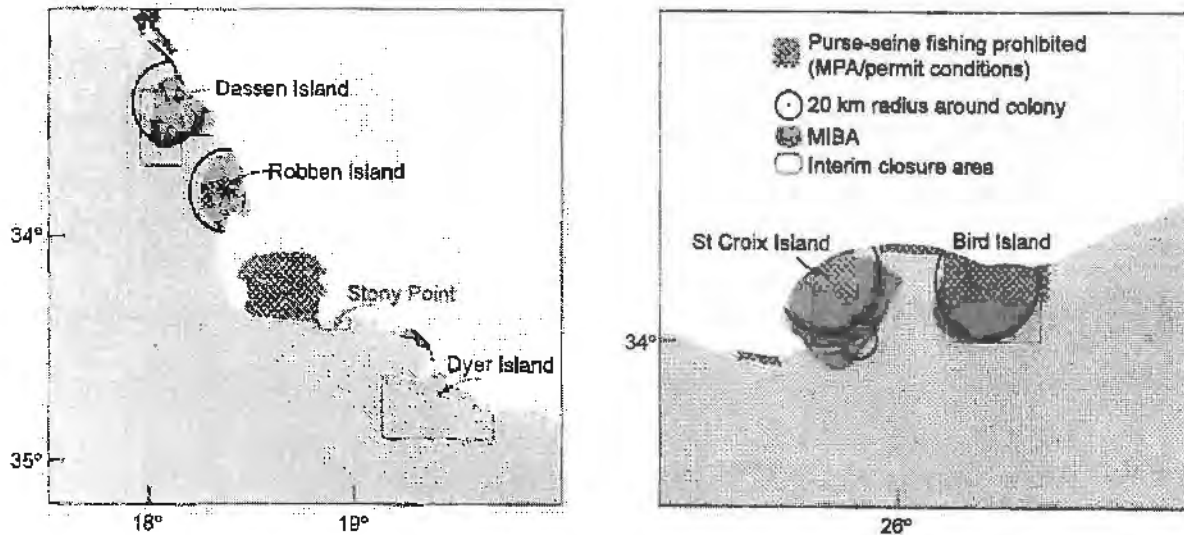 Dassen Island
Robben Island
34°
Stony Point
Dyer Island
35°
18°
19°
Purse-seine fishing prohibited
(MPA/permit conditions)
20 km radius around colony
MIBA
Interim closure area
St Croix Island
Bird Island
34°
26°